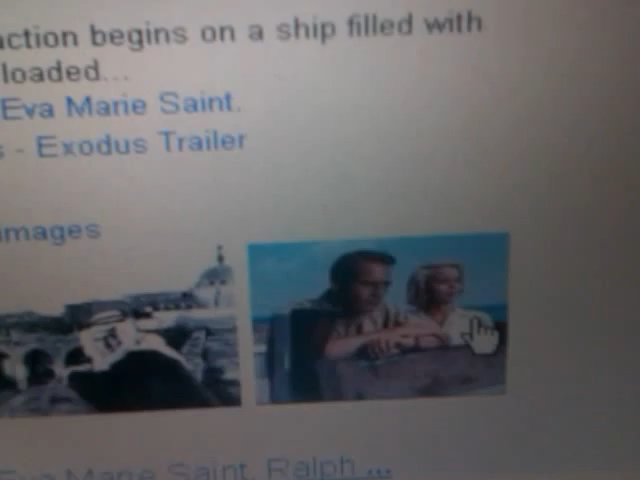 action begins on a ship filled with
loaded...
Eva Marie Saint.
s - Exodus Trailer
images
Eva Marie Saint, Ralph ...